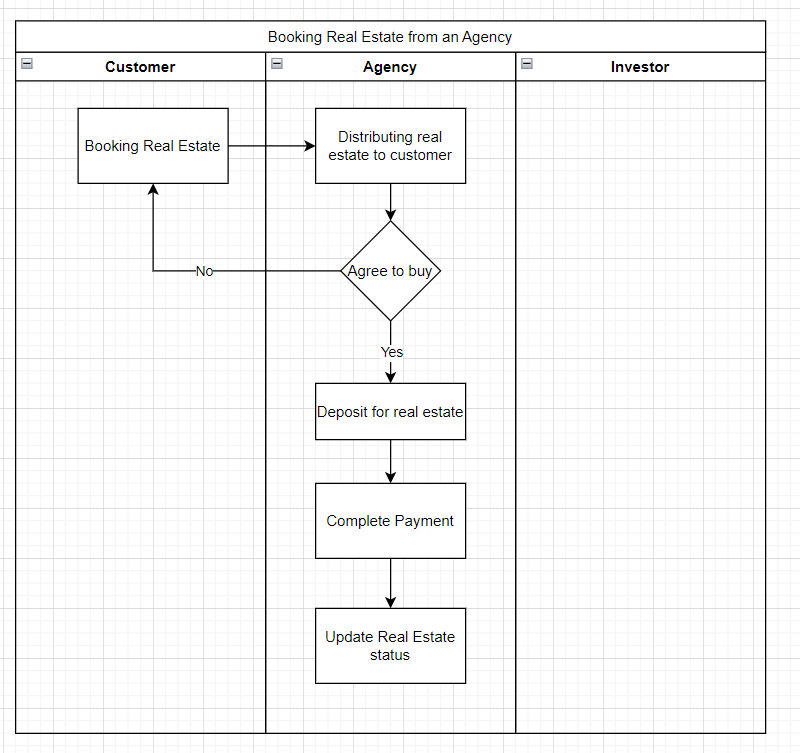 Booking Real Estate from an Agency
Customer
Agency
Investor
Booking Real Estate
Distributing real
estate to customer
Agree to buy
No
Yes
Deposit for real estate
Complete Payment
Update Real Estate
status